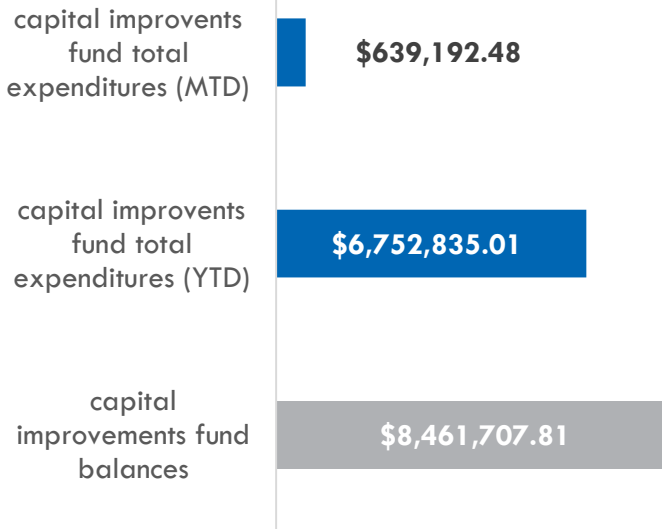 capital improvents
fund total
expenditures (MTD)
$639,192.48
capital improvents
fund total
expenditures (YTD)
$6,752,835.01
capital
improvements fund
balances
$8,461,707.81